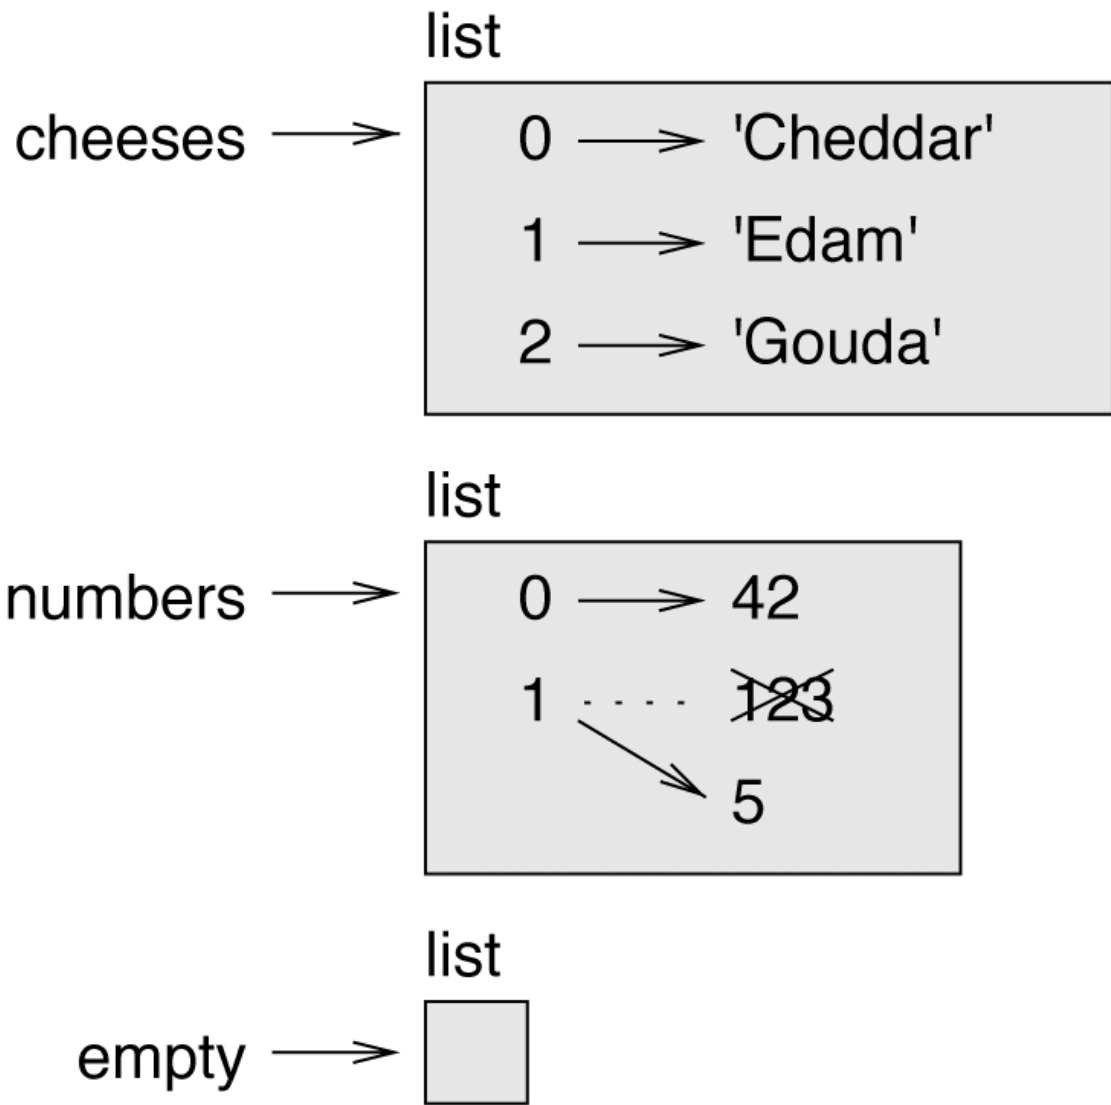 list
cheeses 0 'Cheddar'
1 'Edam'
2 'Gouda'
list
numbers 0 42
1 123
5
list
empty